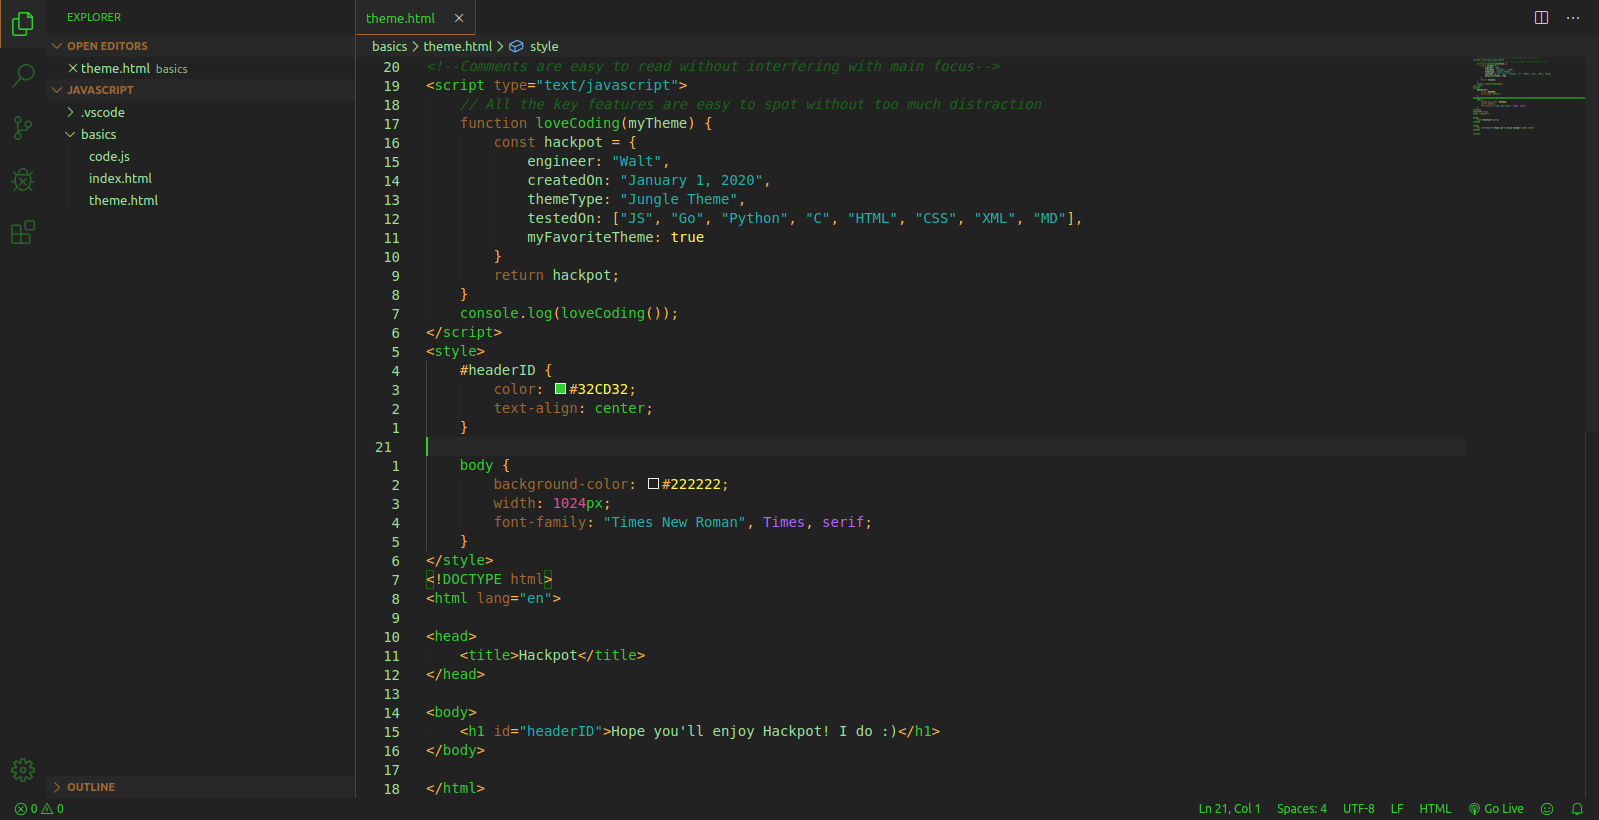 EXPLORER
OPEN EDITORS
theme.html basics
JAVASCRIPT
.vscode
basics
code.js
index.html
theme.html
OUTLINE
theme.html
basics > theme.html > style
20 <!--Comments are easy to read without interfering with main focus-->
19 <script type="text/javascript">
18 // All the key features are easy to spot without too much distraction
17 function loveCoding(myTheme) {
16 const hackpot = {
15 engineer: "Walt",
14 createdOn: "January 1, 2020",
13 themeType: "Jungle Theme",
12 testedOn: ["JS", "Go", "Python", "C", "HTML", "CSS", "XML", "MD"],
11 myFavoriteTheme: true
10 }
9 return hackpot;
8 }
7 console.log(loveCoding());
6 </script>
5 <style>
4 #headerID {
3 color: #32CD32;
2 text-align: center;
1 }
21
1 body {
2 background-color: #222222;
3 width: 1024px;
4 font-family: "Times New Roman", Times, serif;
5 }
6 </style>
7 <!DOCTYPE html>
8 <html lang="en">
9
10 <head>
11 <title>Hackpot</title>
12 </head>
13
14 <body>
15 <h1 id="headerID">Hope you'll enjoy Hackpot! I do :)</h1>
16 </body>
17
18 </html>
0 0 Ln 21, Col 1 Spaces: 4 UTF-8 LF HTML Go Live